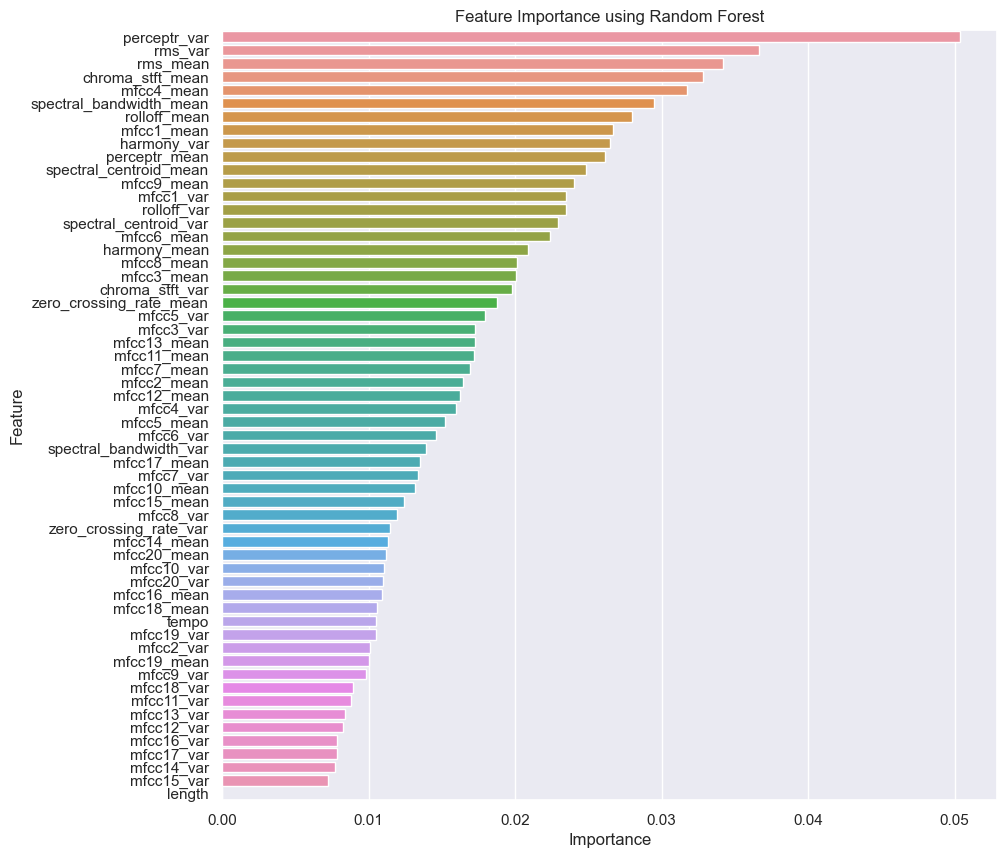 Feature Importance using Random Forest
perceptr_var
rms_var
rms_mean
chroma_stft_mean
mfcc4_mean
spectral_bandwidth_mean
rolloff_mean
mfcc1_mean
harmony_var
perceptr_mean
spectral_centroid_mean
mfcc9_mean
mfcc1_var
rolloff_var
spectral_centroid_var
mfcc6_mean
harmony_mean
mfcc8_mean
mfcc3_mean
chroma_stft_var
zero_crossing_rate_mean
mfcc5_var
mfcc3_var
mfcc13_mean
mfcc11_mean
mfcc7_mean
mfcc2_mean
mfcc12_mean
mfcc4_var
mfcc5_mean
mfcc6_var
spectral_bandwidth_var
mfcc17_mean
mfcc7_var
mfcc10_mean
mfcc15_mean
mfcc8_var
zero_crossing_rate_var
mfcc14_mean
mfcc20_mean
mfcc10_var
mfcc20_var
mfcc16_mean
mfcc18_mean
tempo
mfcc19_var
mfcc2_var
mfcc19_mean
mfcc9_var
mfcc18_var
mfcc11_var
mfcc13_var
mfcc12_var
mfcc16_var
mfcc17_var
mfcc14_var
mfcc15_var
length
Feature
0.00 0.01 0.02 0.03 0.04 0.05
Importance